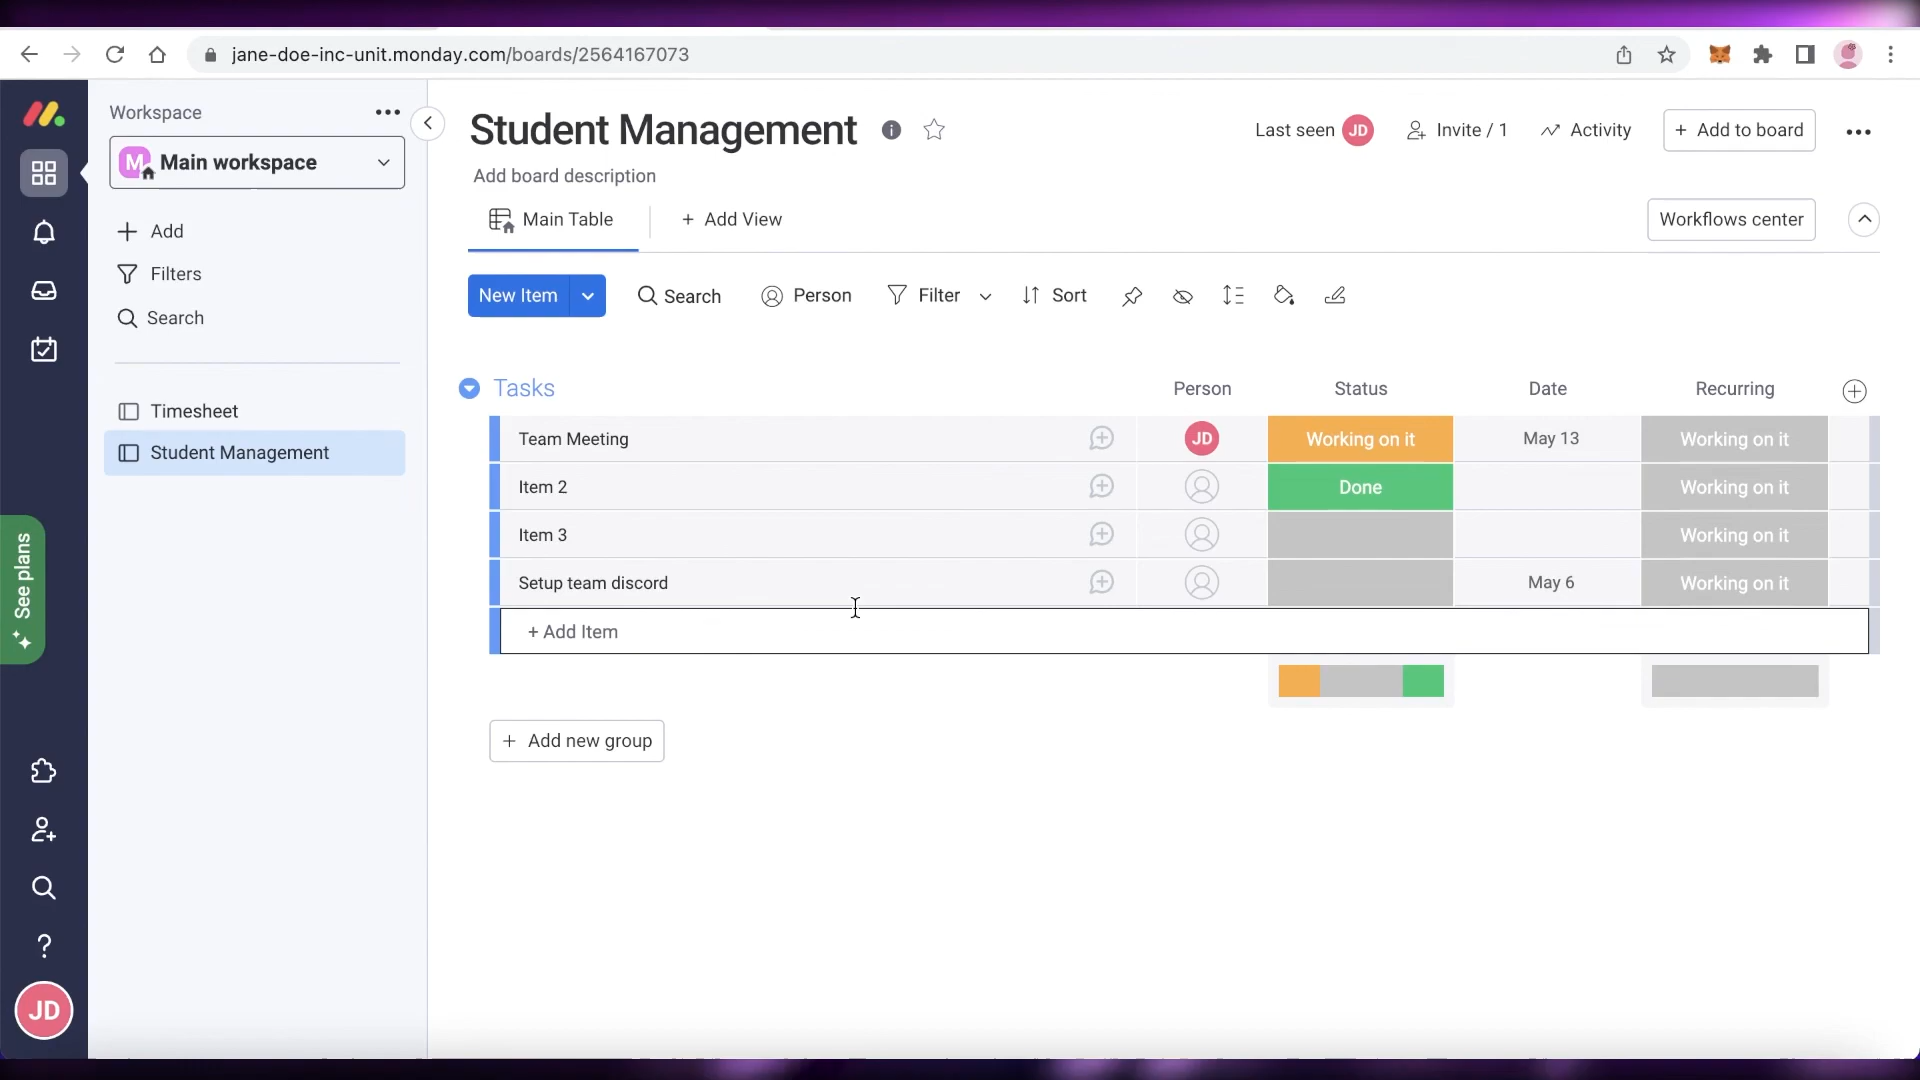 jane-doe-inc-unit.monday.com/boards/2564167073
Workspace
M Main workspace
Add
Filters
Search
Timesheet
Student Management
See plans
JD
Student Management
Last seen JD Invite / 1 Activity + Add to board
Add board description
Main Table + Add View Workflows center
New Item Search Person Filter Sort
Tasks Person Status Date Recurring
Team Meeting JD Working on it May 13 Working on it
Item 2 Done Working on it
Item 3 Working on it
Setup team discord May 6 Working on it
+ Add Item
+ Add new group